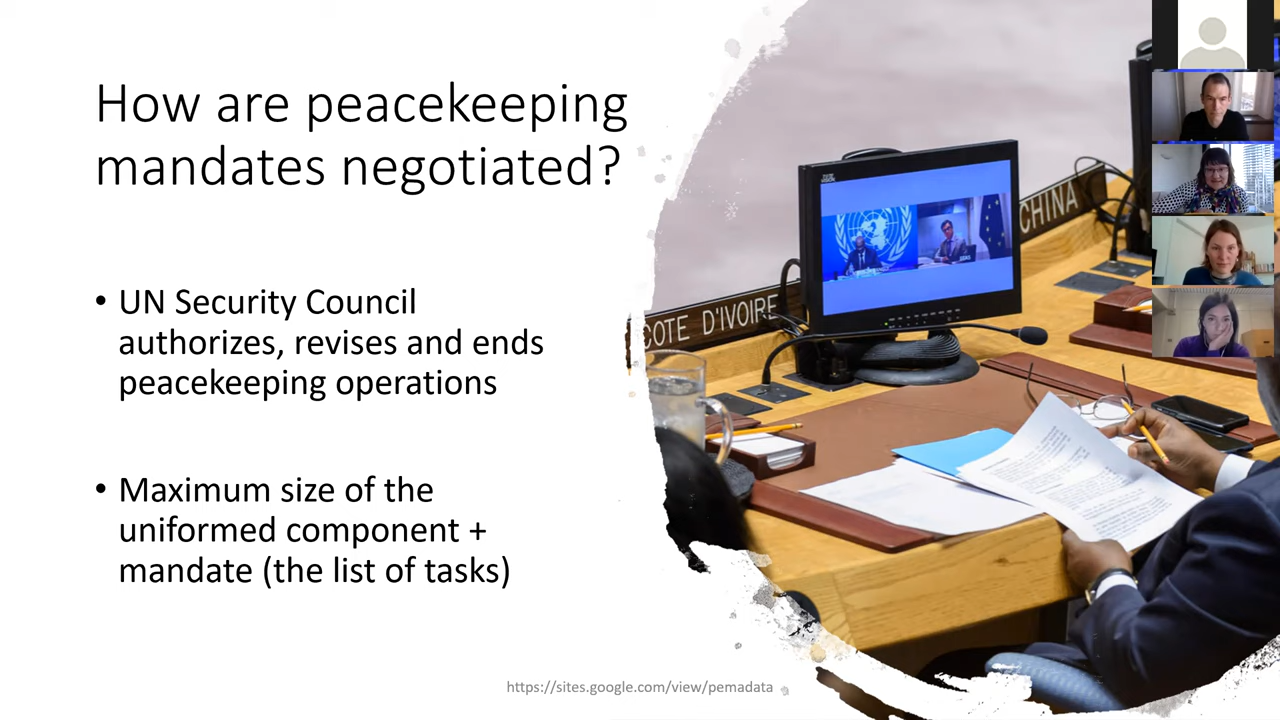 How are peacekeeping
mandates negotiated?
• UN Security Council
authorizes, revises and ends
peacekeeping operations
• Maximum size of the
uniformed component +
mandate (the list of tasks)
COTE D'IVOIRE
CHINA
https://sites.google.com/view/pemadata